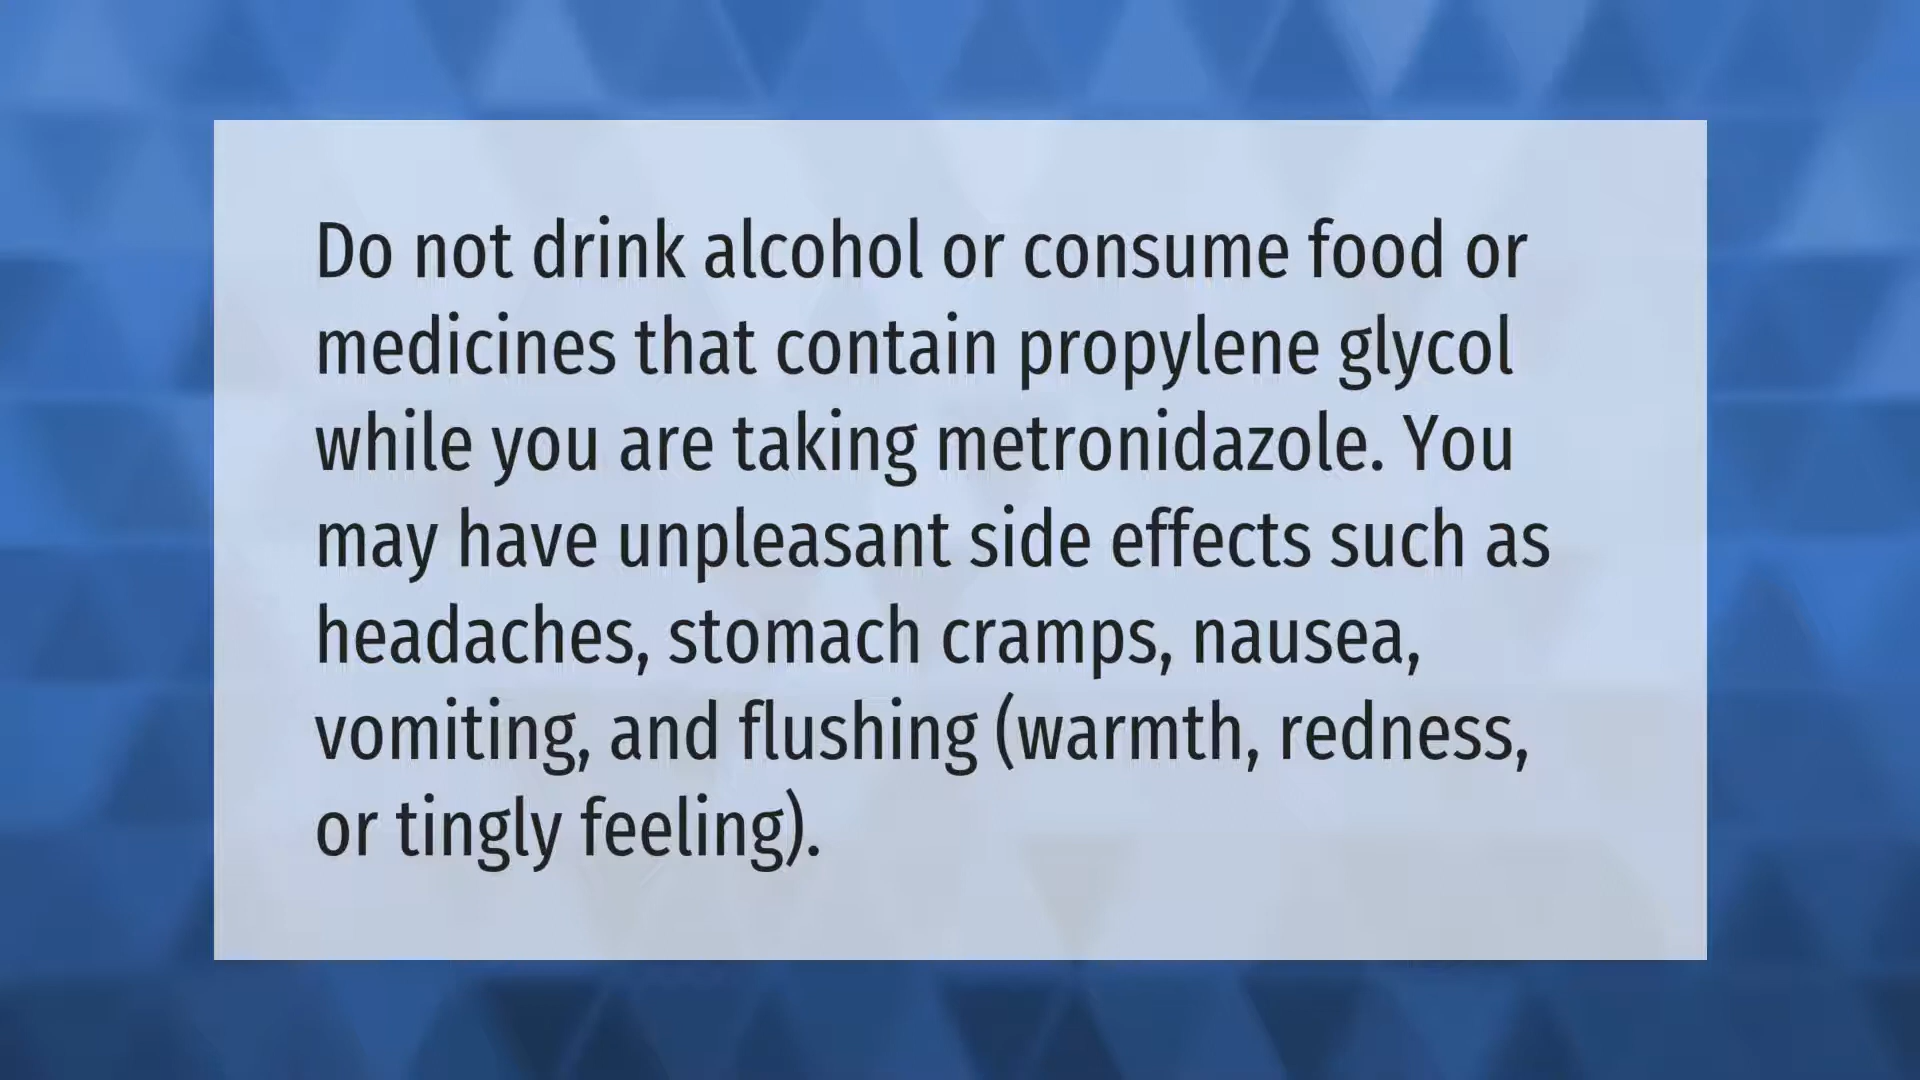 Do not drink alcohol or consume food or
medicines that contain propylene glycol
while you are taking metronidazole. You
may have unpleasant side effects such as
headaches, stomach cramps, nausea,
vomiting, and flushing (warmth, redness,
or tingly feeling).